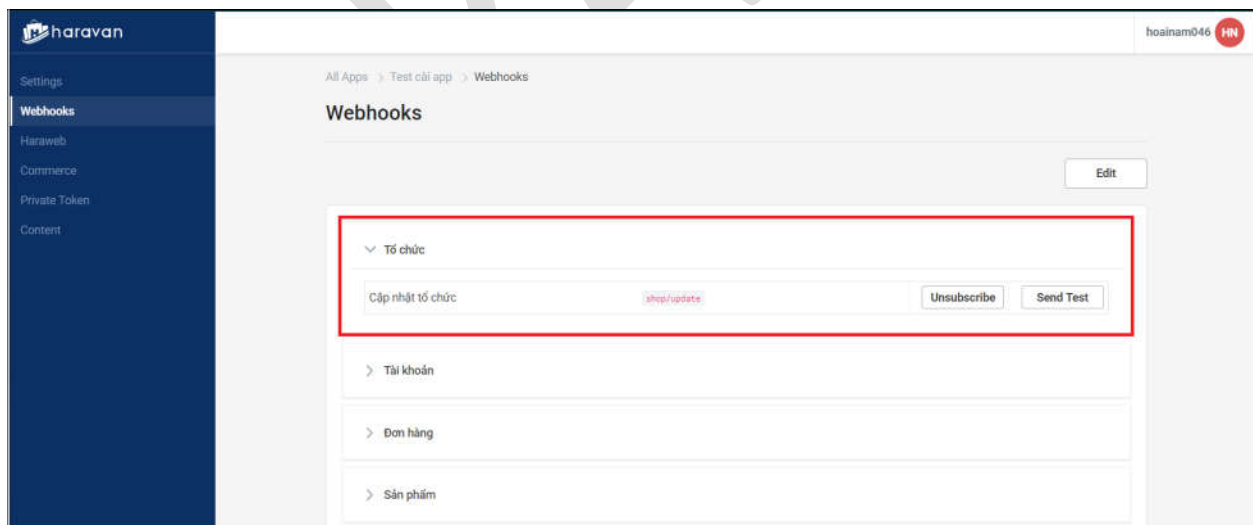 haravan
hoainam046 HN
Settings
Webhooks
Haraweb
Commerce
Private Token
Content
All Apps > Test cài app > Webhooks
Webhooks
Edit
Tổ chức
Cập nhật tổ chức shop/update Unsubscribe Send Test
Tài khoản
Đơn hàng
Sản phẩm